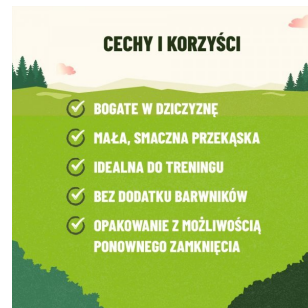 CECHY I KORZYŚCI
BOGATE W DZICZYZNĘ
MAŁA, SMACZNA PRZEKĄSKA
IDEALNA DO TRENINGU
BEZ DODATKU BARWNIKÓW
OPAKOWANIE Z MOŻLIWOŚCIĄ
PONOWNEGO ZAMKNIĘCIA